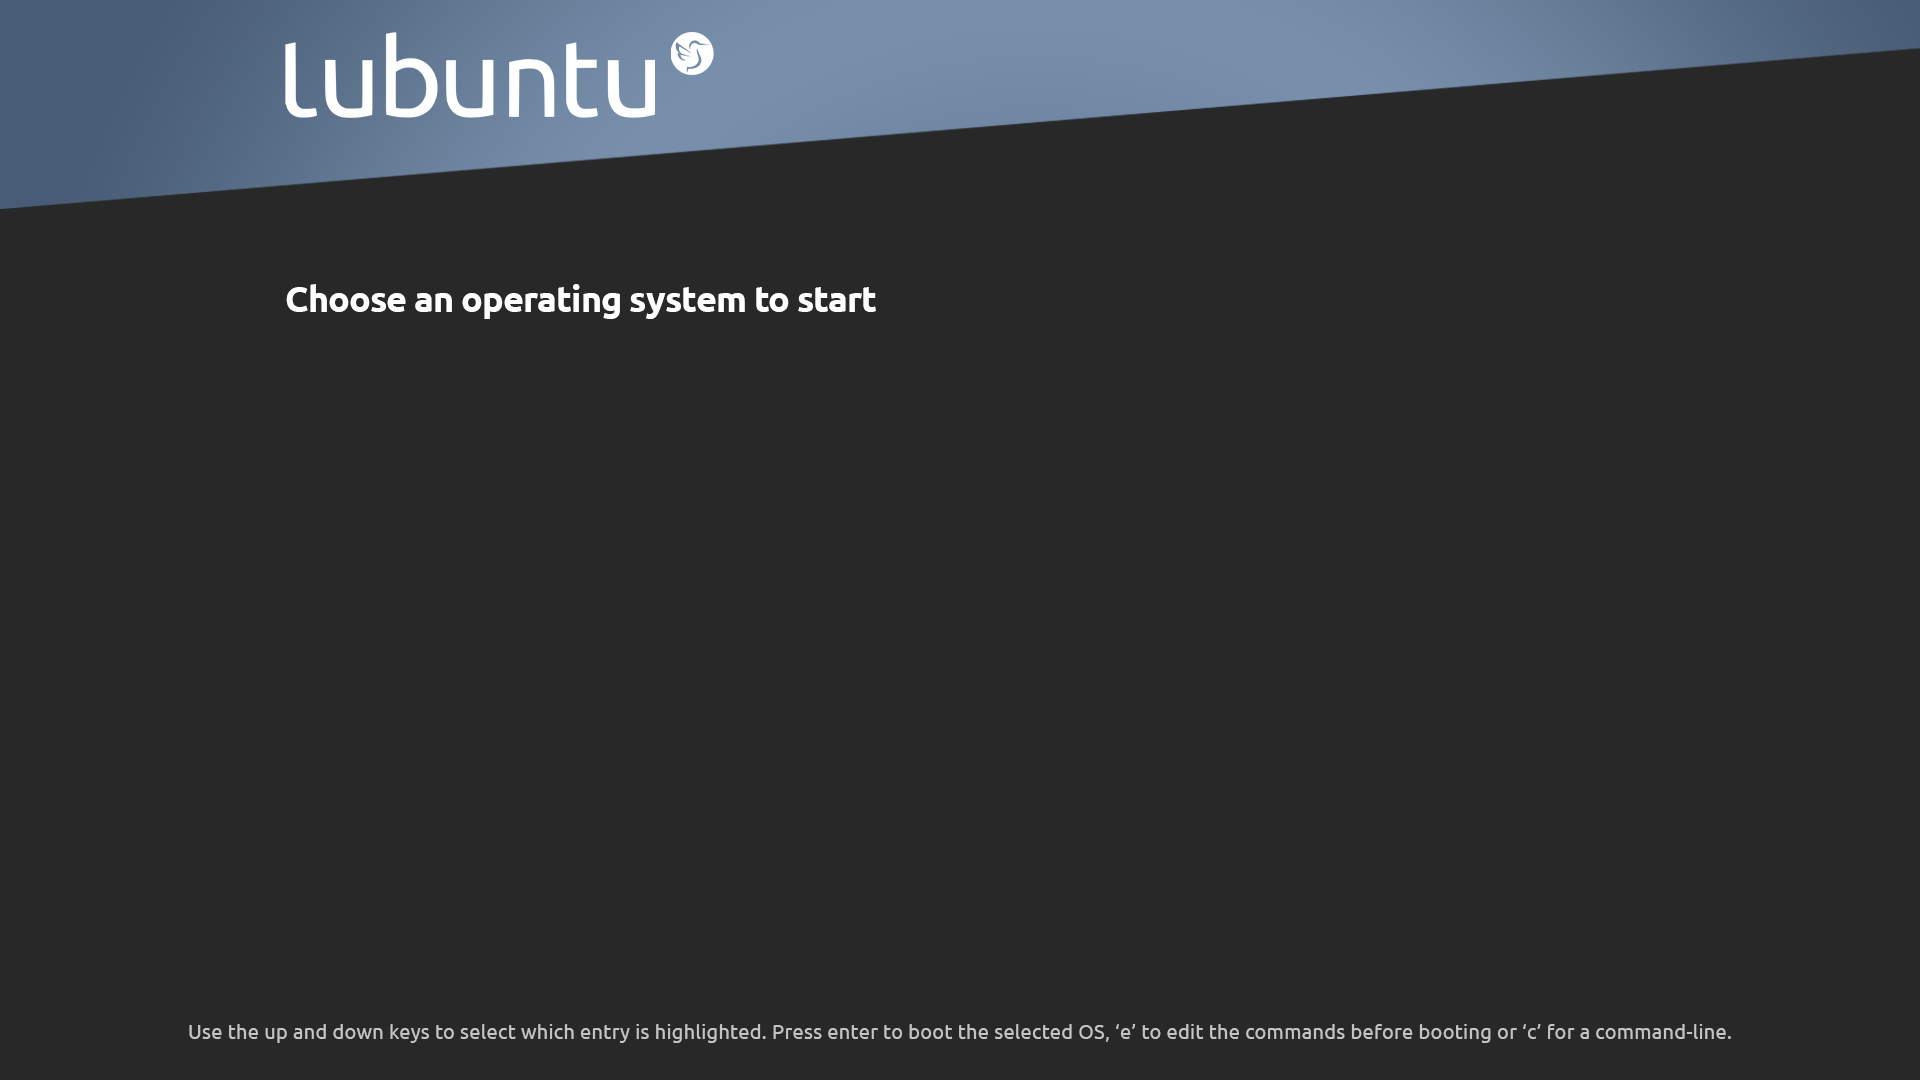 lubuntu
Choose an operating system to start
Use the up and down keys to select which entry is highlighted. Press enter to boot the selected OS, ‘e’ to edit the commands before booting or ‘c’ for a command-line.